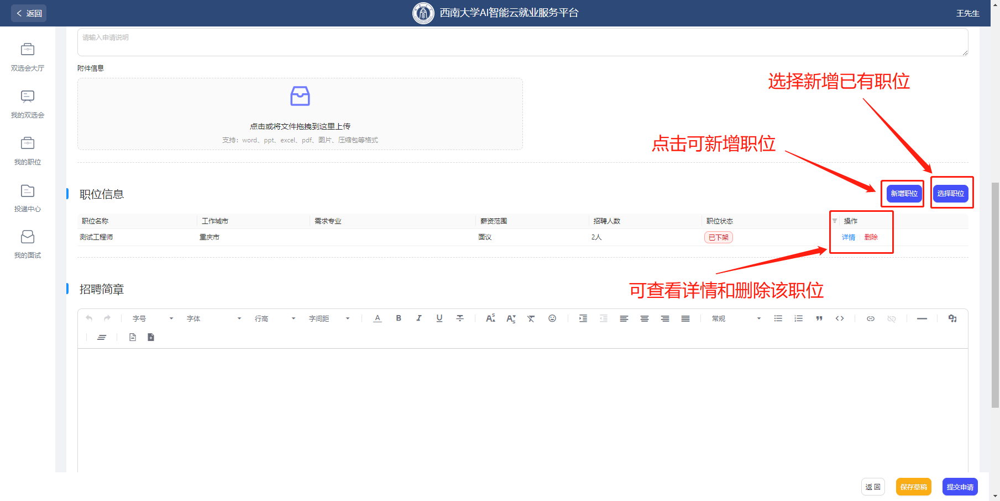 返回
西南大学AI智能云就业服务平台
王先生
双选会大厅
我的双选会
我的职位
投递中心
我的面试
请输入申请说明
附件信息
点击或将文件拖拽到这里上传
支持：word、ppt、excel、pdf、图片、压缩包等格式
选择新增已有职位
点击可新增职位
职位信息
新增职位
选择职位
职位名称 工作城市 需求专业 薪资范围 招聘人数 职位状态 操作
测试工程师 重庆市 面议 2人 已下架 详情 删除
可查看详情和删除该职位
招聘简章
字号 字体 行高 字间距 常规
返 回
保存草稿
提交申请